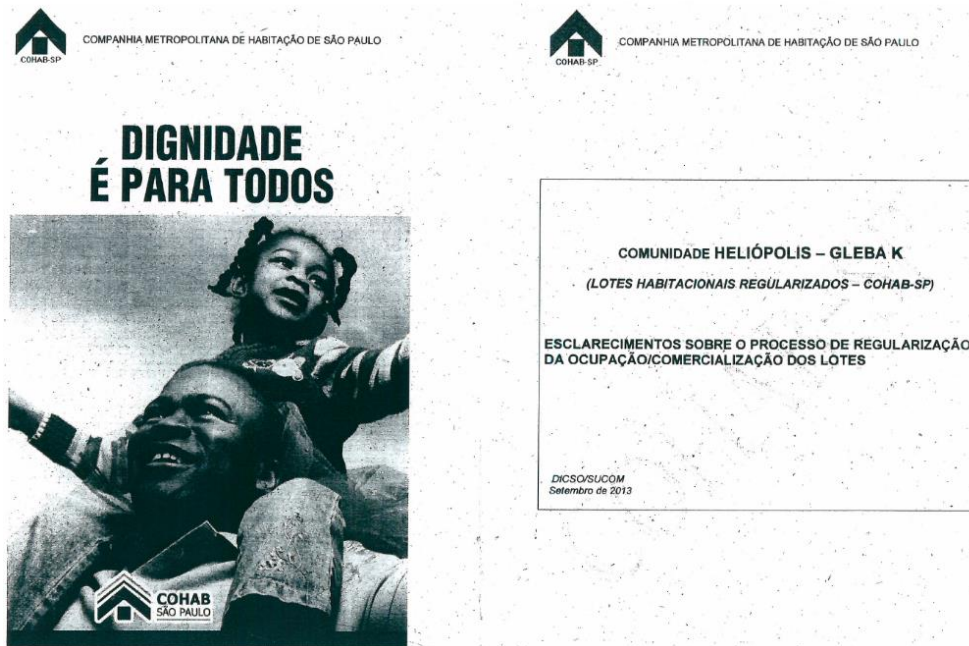 COMPANHIA METROPOLITANA DE HABITAÇÃO DE SÃO PAULO
COHAB-SP
DIGNIDADE
É PARA TODOS
COHAB
SÃO PAULO
COMPANHIA METROPOLITANA DE HABITAÇÃO DE SÃO PAULO
COHAB-SP
COMUNIDADE HELIÓPOLIS – GLEBA K
(LOTES HABITACIONAIS REGULARIZADOS – COHAB-SP)
ESCLARECIMENTOS SOBRE O PROCESSO DE REGULARIZAÇÃO
DA OCUPAÇÃO/COMERCIALIZAÇÃO DOS LOTES
DICSO/SUCOM
Setembro de 2013